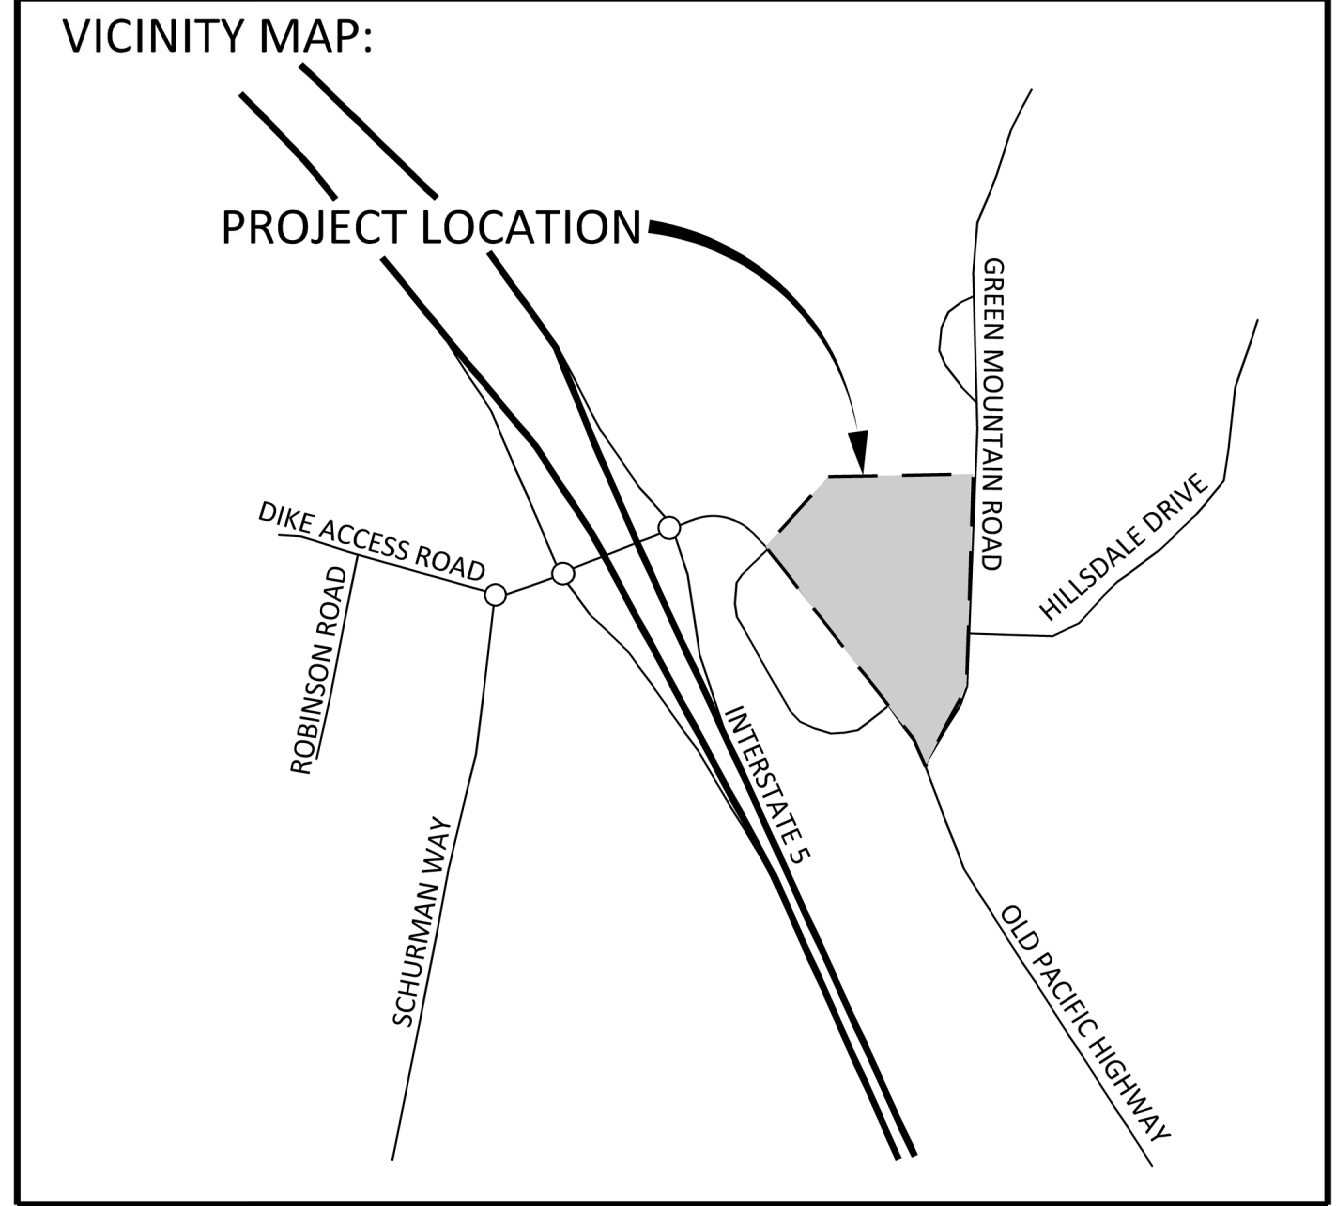 VICINITY MAP:
PROJECT LOCATION
GREEN MOUNTAIN ROAD
HILLSDALE DRIVE
DIKE ACCESS ROAD
ROBINSON ROAD
INTERSTATE 5
SCHURMAN WAY
OLD PACIFIC HIGHWAY